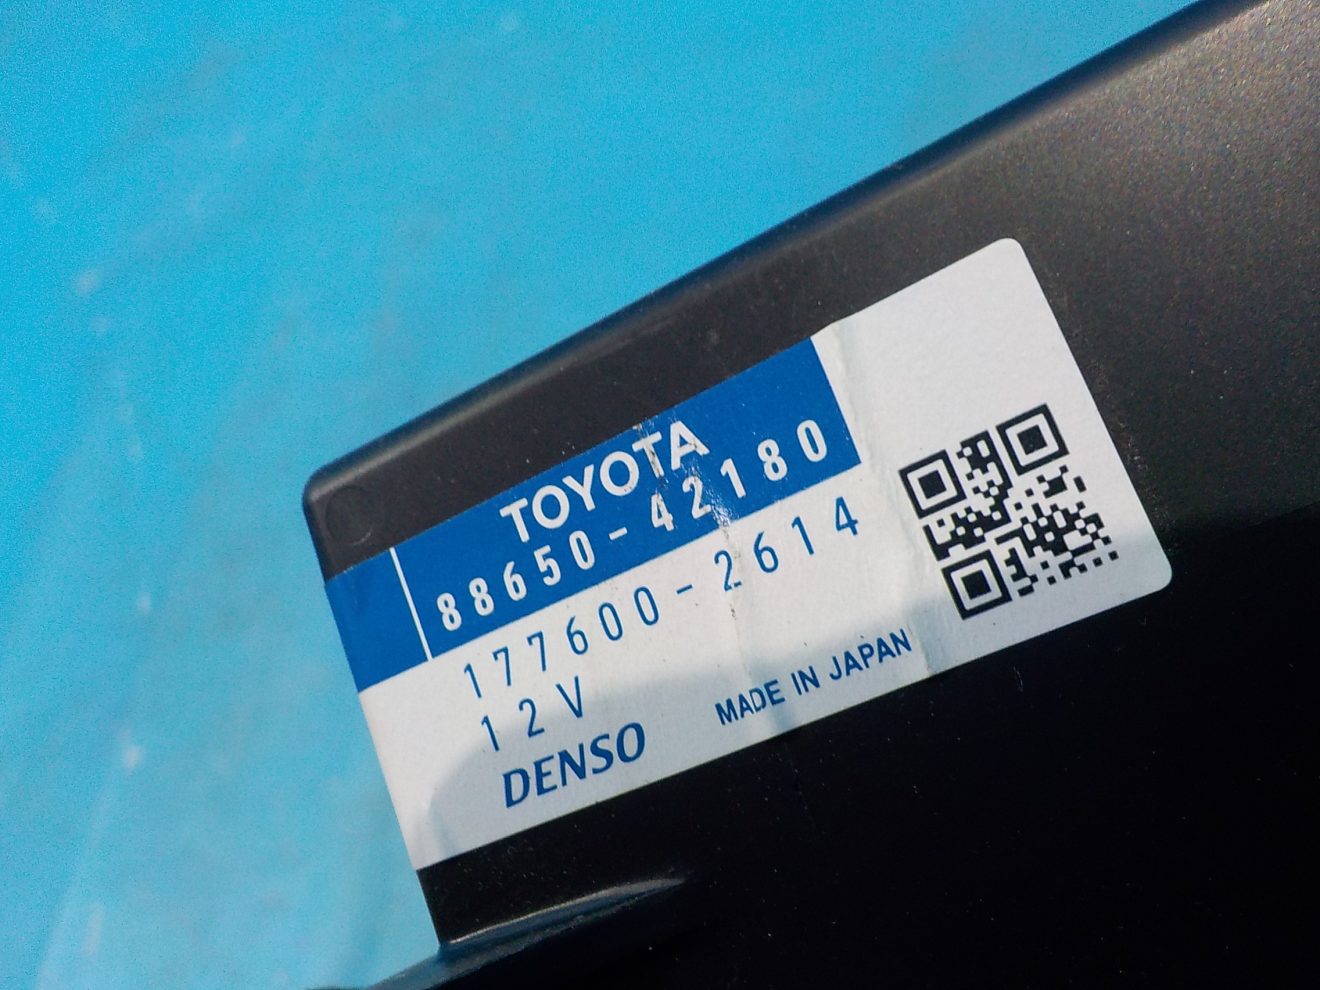 TOYOTA
88650-42180
177600-2614
12V
DENSO
MADE IN JAPAN